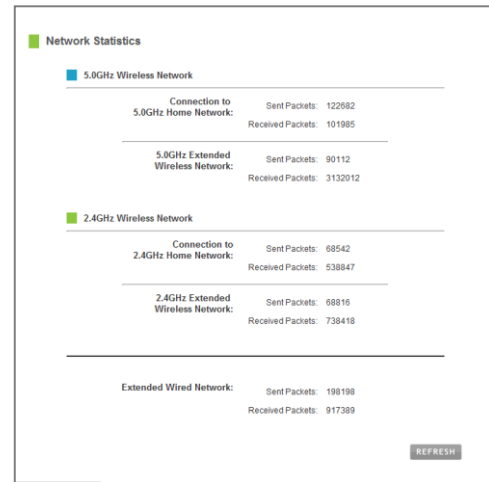 Network Statistics
5.0GHz Wireless Network
Connection to
5.0GHz Home Network:
Sent Packets: 122682
Received Packets: 101985
5.0GHz Extended
Wireless Network:
Sent Packets: 90112
Received Packets: 3132012
2.4GHz Wireless Network
Connection to
2.4GHz Home Network:
Sent Packets: 68542
Received Packets: 538847
2.4GHz Extended
Wireless Network:
Sent Packets: 68816
Received Packets: 738418
Extended Wired Network:
Sent Packets: 198198
Received Packets: 917389
REFRESH